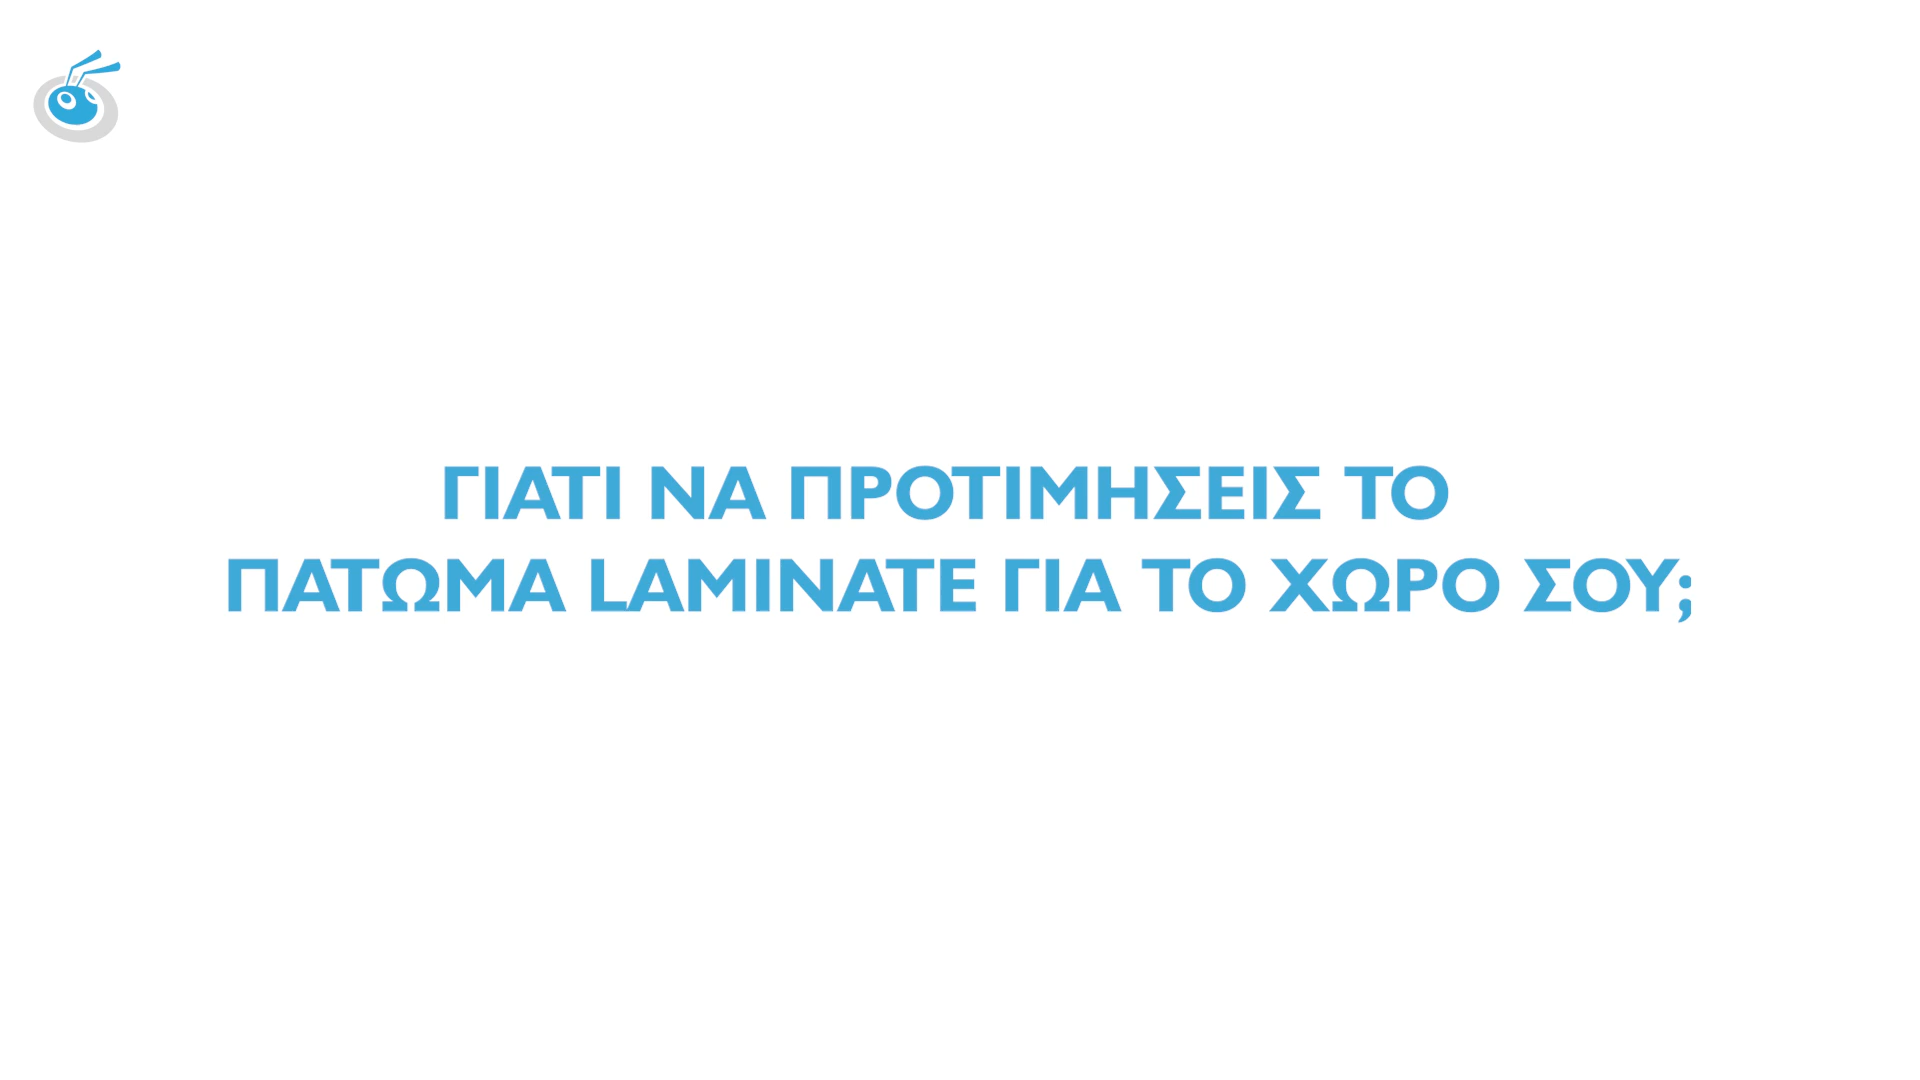 ΓΙΑΤΙ ΝΑ ΠΡΟΤΙΜΗΣΕΙΣ ΤΟ
ΠΑΤΩΜΑ LAMINATE ΓΙΑ ΤΟ ΧΩΡΟ ΣΟΥ;